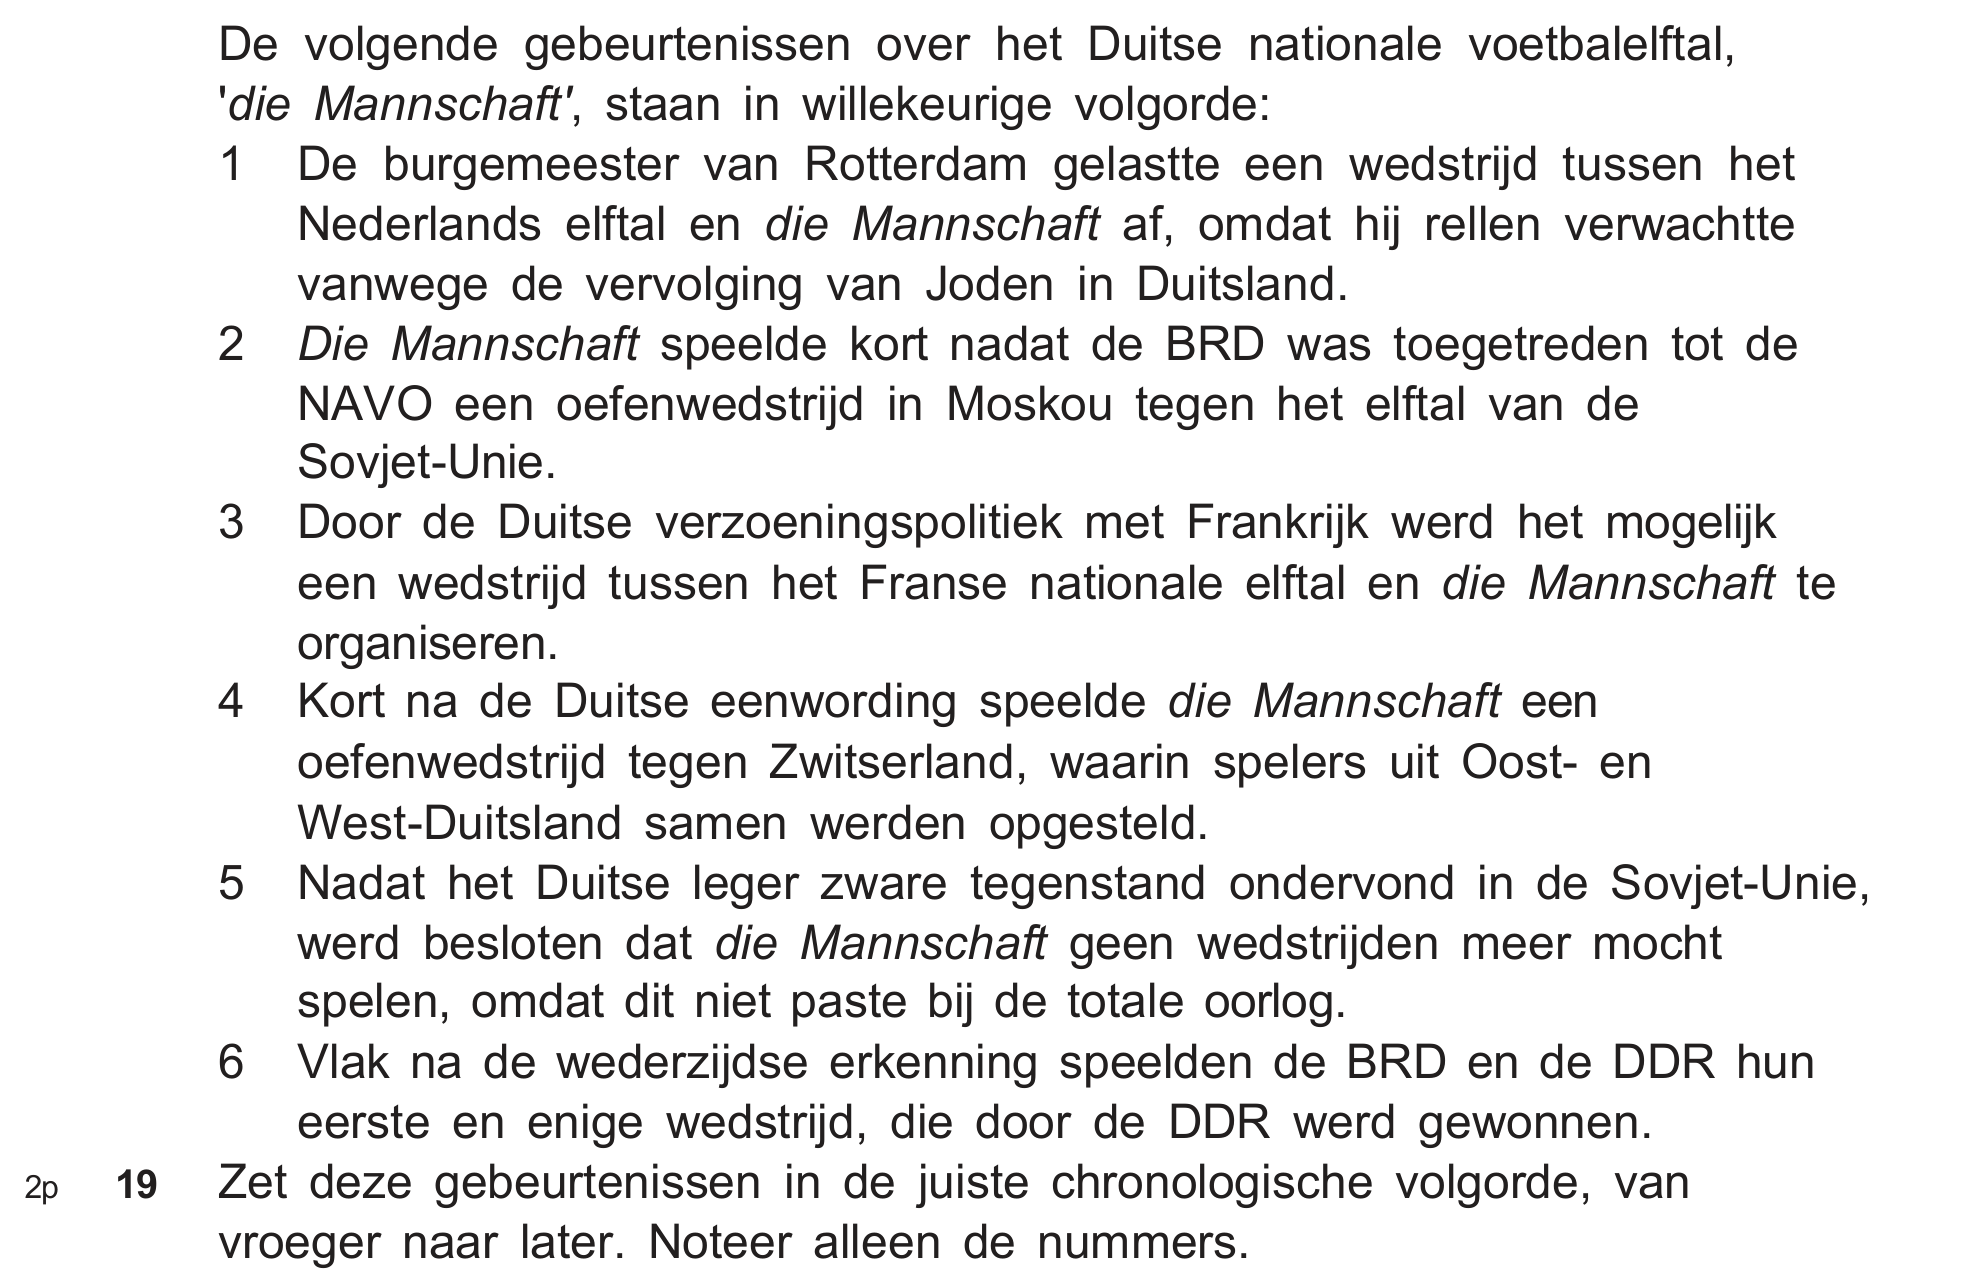 De volgende gebeurtenissen over het Duitse nationale voetbalelftal,
'die Mannschaft', staan in willekeurige volgorde:
1 De burgemeester van Rotterdam gelastte een wedstrijd tussen het
Nederlands elftal en die Mannschaft af, omdat hij rellen verwachtte
vanwege de vervolging van Joden in Duitsland.
2 Die Mannschaft speelde kort nadat de BRD was toegetreden tot de
NAVO een oefenwedstrijd in Moskou tegen het elftal van de
Sovjet-Unie.
3 Door de Duitse verzoeningspolitiek met Frankrijk werd het mogelijk
een wedstrijd tussen het Franse nationale elftal en die Mannschaft te
organiseren.
4 Kort na de Duitse eenwording speelde die Mannschaft een
oefenwedstrijd tegen Zwitserland, waarin spelers uit Oost- en
West-Duitsland samen werden opgesteld.
5 Nadat het Duitse leger zware tegenstand ondervond in de Sovjet-Unie,
werd besloten dat die Mannschaft geen wedstrijden meer mocht
spelen, omdat dit niet paste bij de totale oorlog.
6 Vlak na de wederzijdse erkenning speelden de BRD en de DDR hun
eerste en enige wedstrijd, die door de DDR werd gewonnen.
2p 19 Zet deze gebeurtenissen in de juiste chronologische volgorde, van
vroeger naar later. Noteer alleen de nummers.